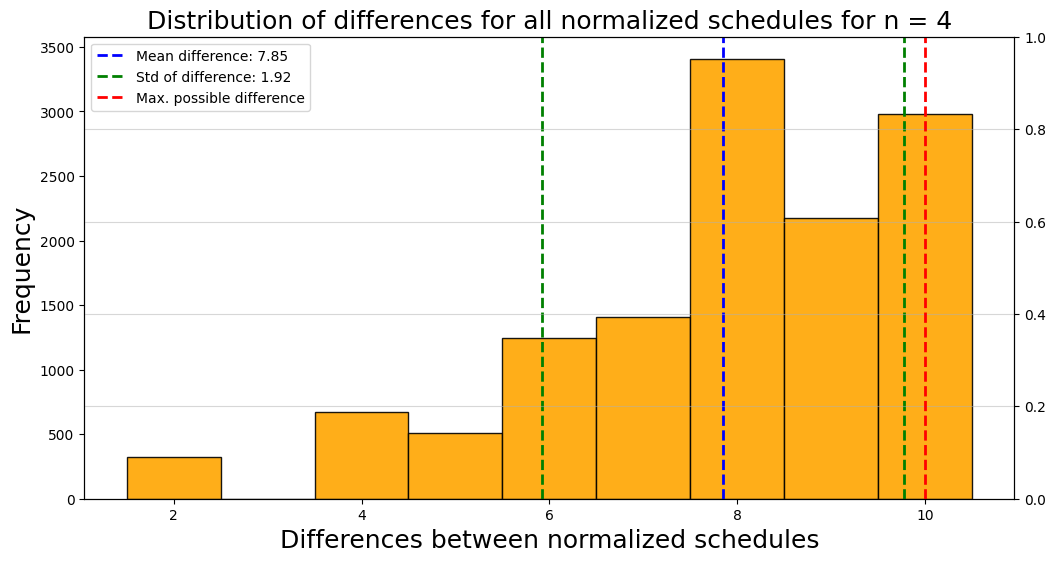 Distribution of differences for all normalized schedules for n = 4
Mean difference: 7.85
Std of difference: 1.92
Max. possible difference
Frequency
3500
3000
2500
2000
1500
1000
500
0
1.0
0.8
0.6
0.4
0.2
0.0
2 4 6 8 10
Differences between normalized schedules